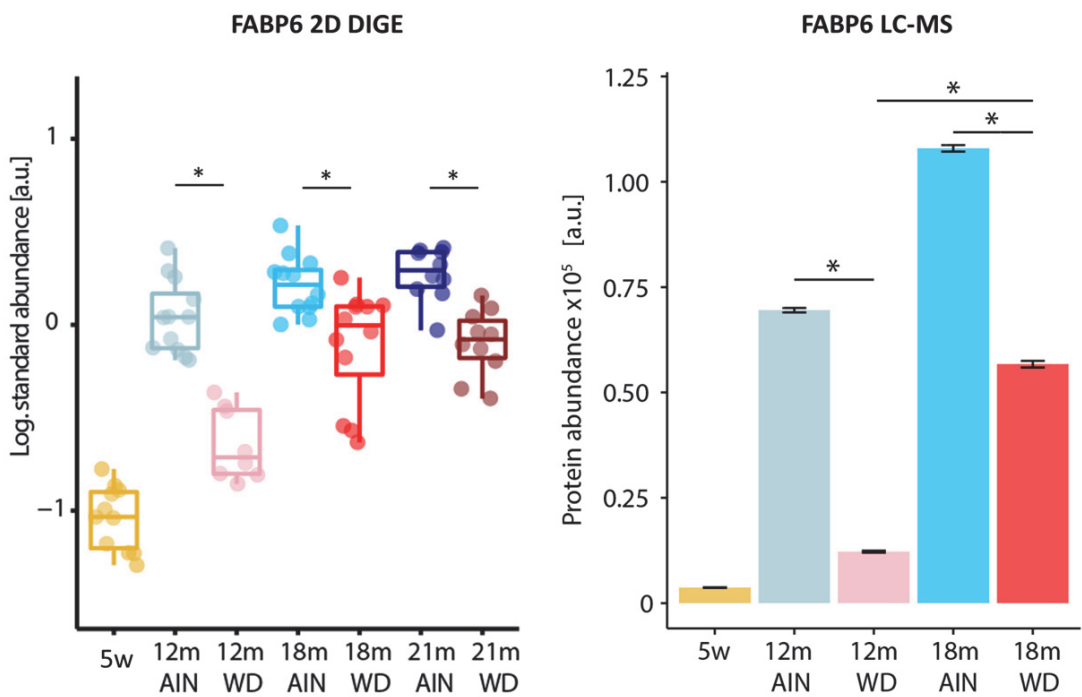 FABP6 2D DIGE
Log. standard abundance [a.u.]
1
0
−1
* * *
5w 12m 12m 18m 18m 21m 21m
AIN WD AIN WD AIN WD
FABP6 LC-MS
Protein abundance x10⁵ [a.u.]
1.25
1.00
0.75
0.50
0.25
0
*
*
*
5w 12m 12m 18m 18m
AIN WD AIN WD